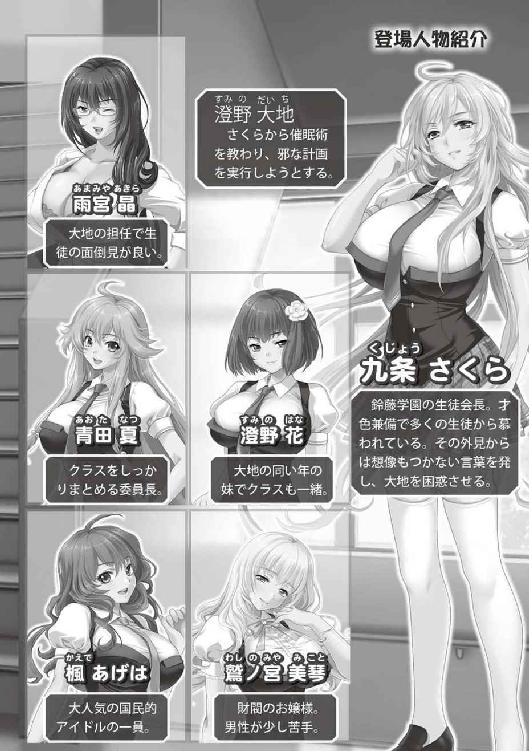 登場人物紹介
すみの だいち
澄野 大地
さくらから催眠術
を教わり、邪な計画
を実行しようとする。
くじょう
九条 さくら
鈴藤学園の生徒会長。才
色兼備で多くの生徒から慕
われている。その外見から
は想像もつかない言葉を発
し、大地を困惑させる。
あまみや あきら
雨宮 晶
大地の担任で生
徒の面倒見が良い。
あおた なつ
青田 夏
クラスをしっか
りまとめる委員長。
すみの はな
澄野 花
大地の同い年の
妹でクラスも一緒。
かえで
楓 あげは
大人気の国民的
アイドルの一員。
わしのみや みこと
鷲ノ宮 美琴
財閥のお嬢様。
男性が少し苦手。